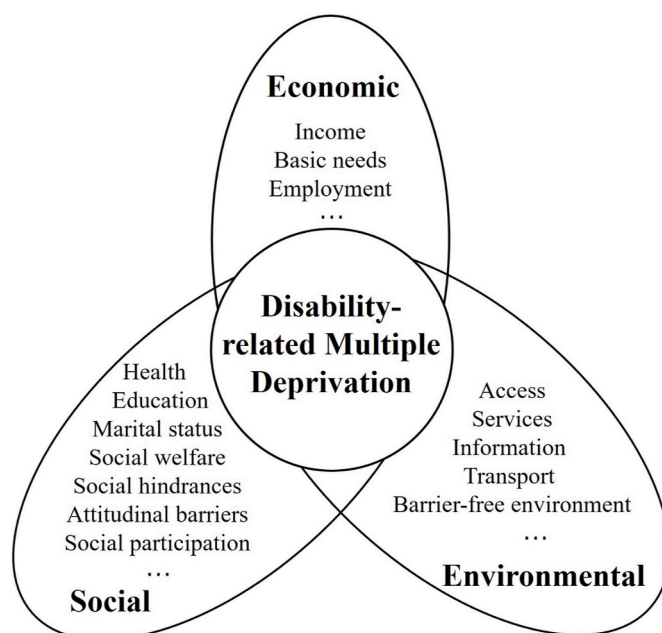 Economic
Income
Basic needs
Employment
…
Disability-
related Multiple
Deprivation
Health
Education
Marital status
Social welfare
Social hindrances
Attitudinal barriers
Social participation
…
Social
Access
Services
Information
Transport
Barrier-free environment
…
Environmental